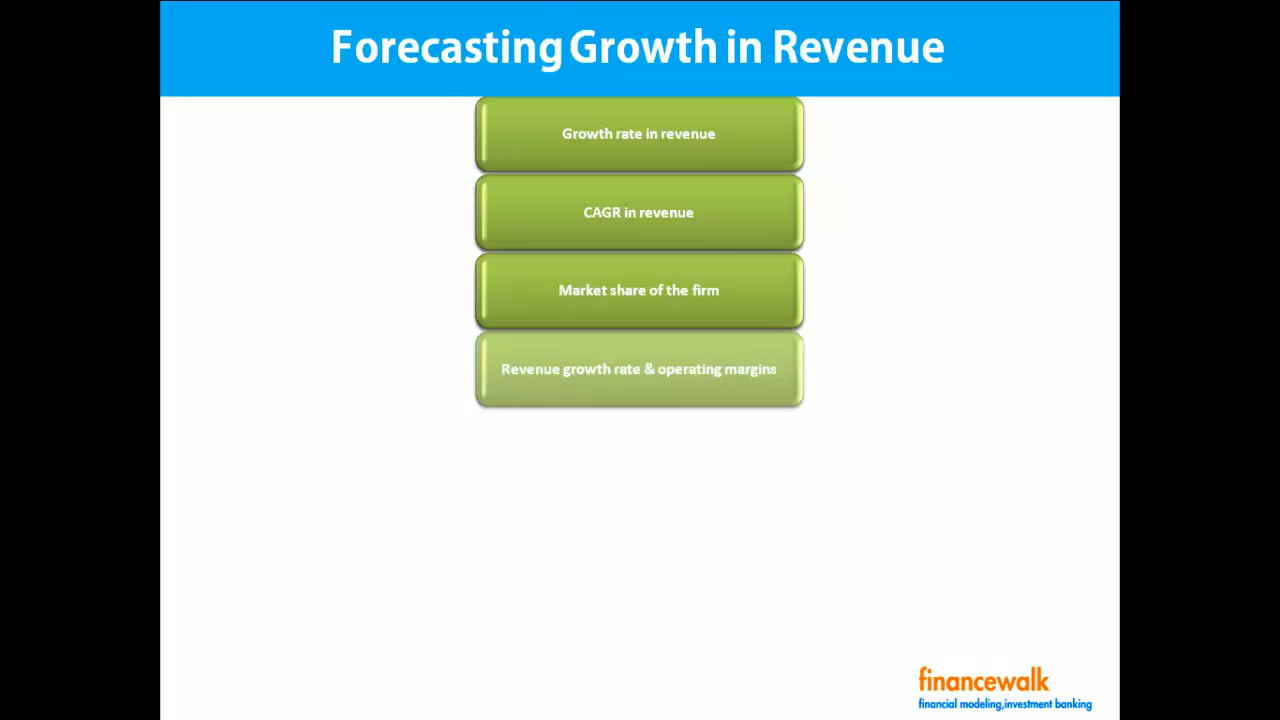 Forecasting Growth in Revenue
Growth rate in revenue
CAGR in revenue
Market share of the firm
Revenue growth rate & operating margins
financewalk
financial modeling,investment banking